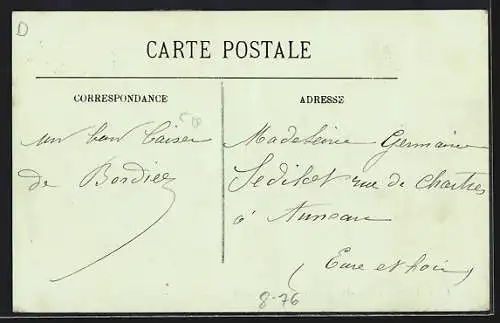 D
CARTE POSTALE
CORRESPONDANCE
ADRESSE
un bon baiser
de Bordier
Madeleine Germaine
Sedillot rue de Chartres
à Auneau
(Eure et Loir)
8-76